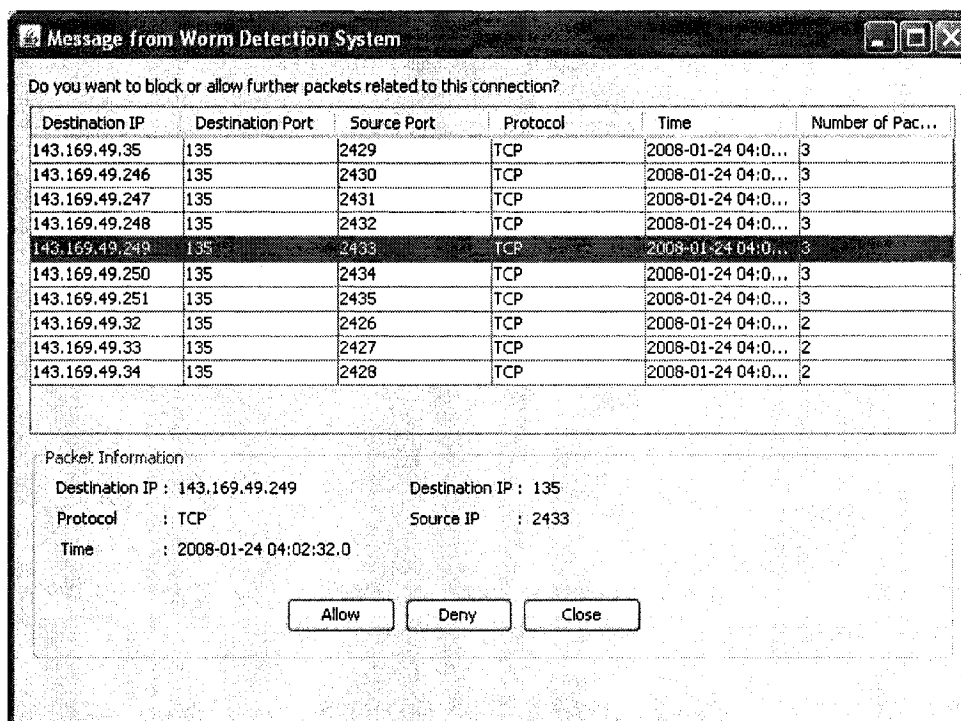 Message from Worm Detection System
Do you want to block or allow further packets related to this connection?
Destination IP Destination Port Source Port Protocol Time Number of Pac...
143.169.49.35 135 2429 TCP 2008-01-24 04:0... 3
143.169.49.246 135 2430 TCP 2008-01-24 04:0... 3
143.169.49.247 135 2431 TCP 2008-01-24 04:0... 3
143.169.49.248 135 2432 TCP 2008-01-24 04:0... 3
143.169.49.249 135 2433 TCP 2008-01-24 04:0... 3
143.169.49.250 135 2434 TCP 2008-01-24 04:0... 3
143.169.49.251 135 2435 TCP 2008-01-24 04:0... 3
143.169.49.32 135 2426 TCP 2008-01-24 04:0... 2
143.169.49.33 135 2427 TCP 2008-01-24 04:0... 2
143.169.49.34 135 2428 TCP 2008-01-24 04:0... 2
Packet Information
Destination IP : 143.169.49.249 Destination IP : 135
Protocol : TCP Source IP : 2433
Time : 2008-01-24 04:02:32.0
Allow Deny Close